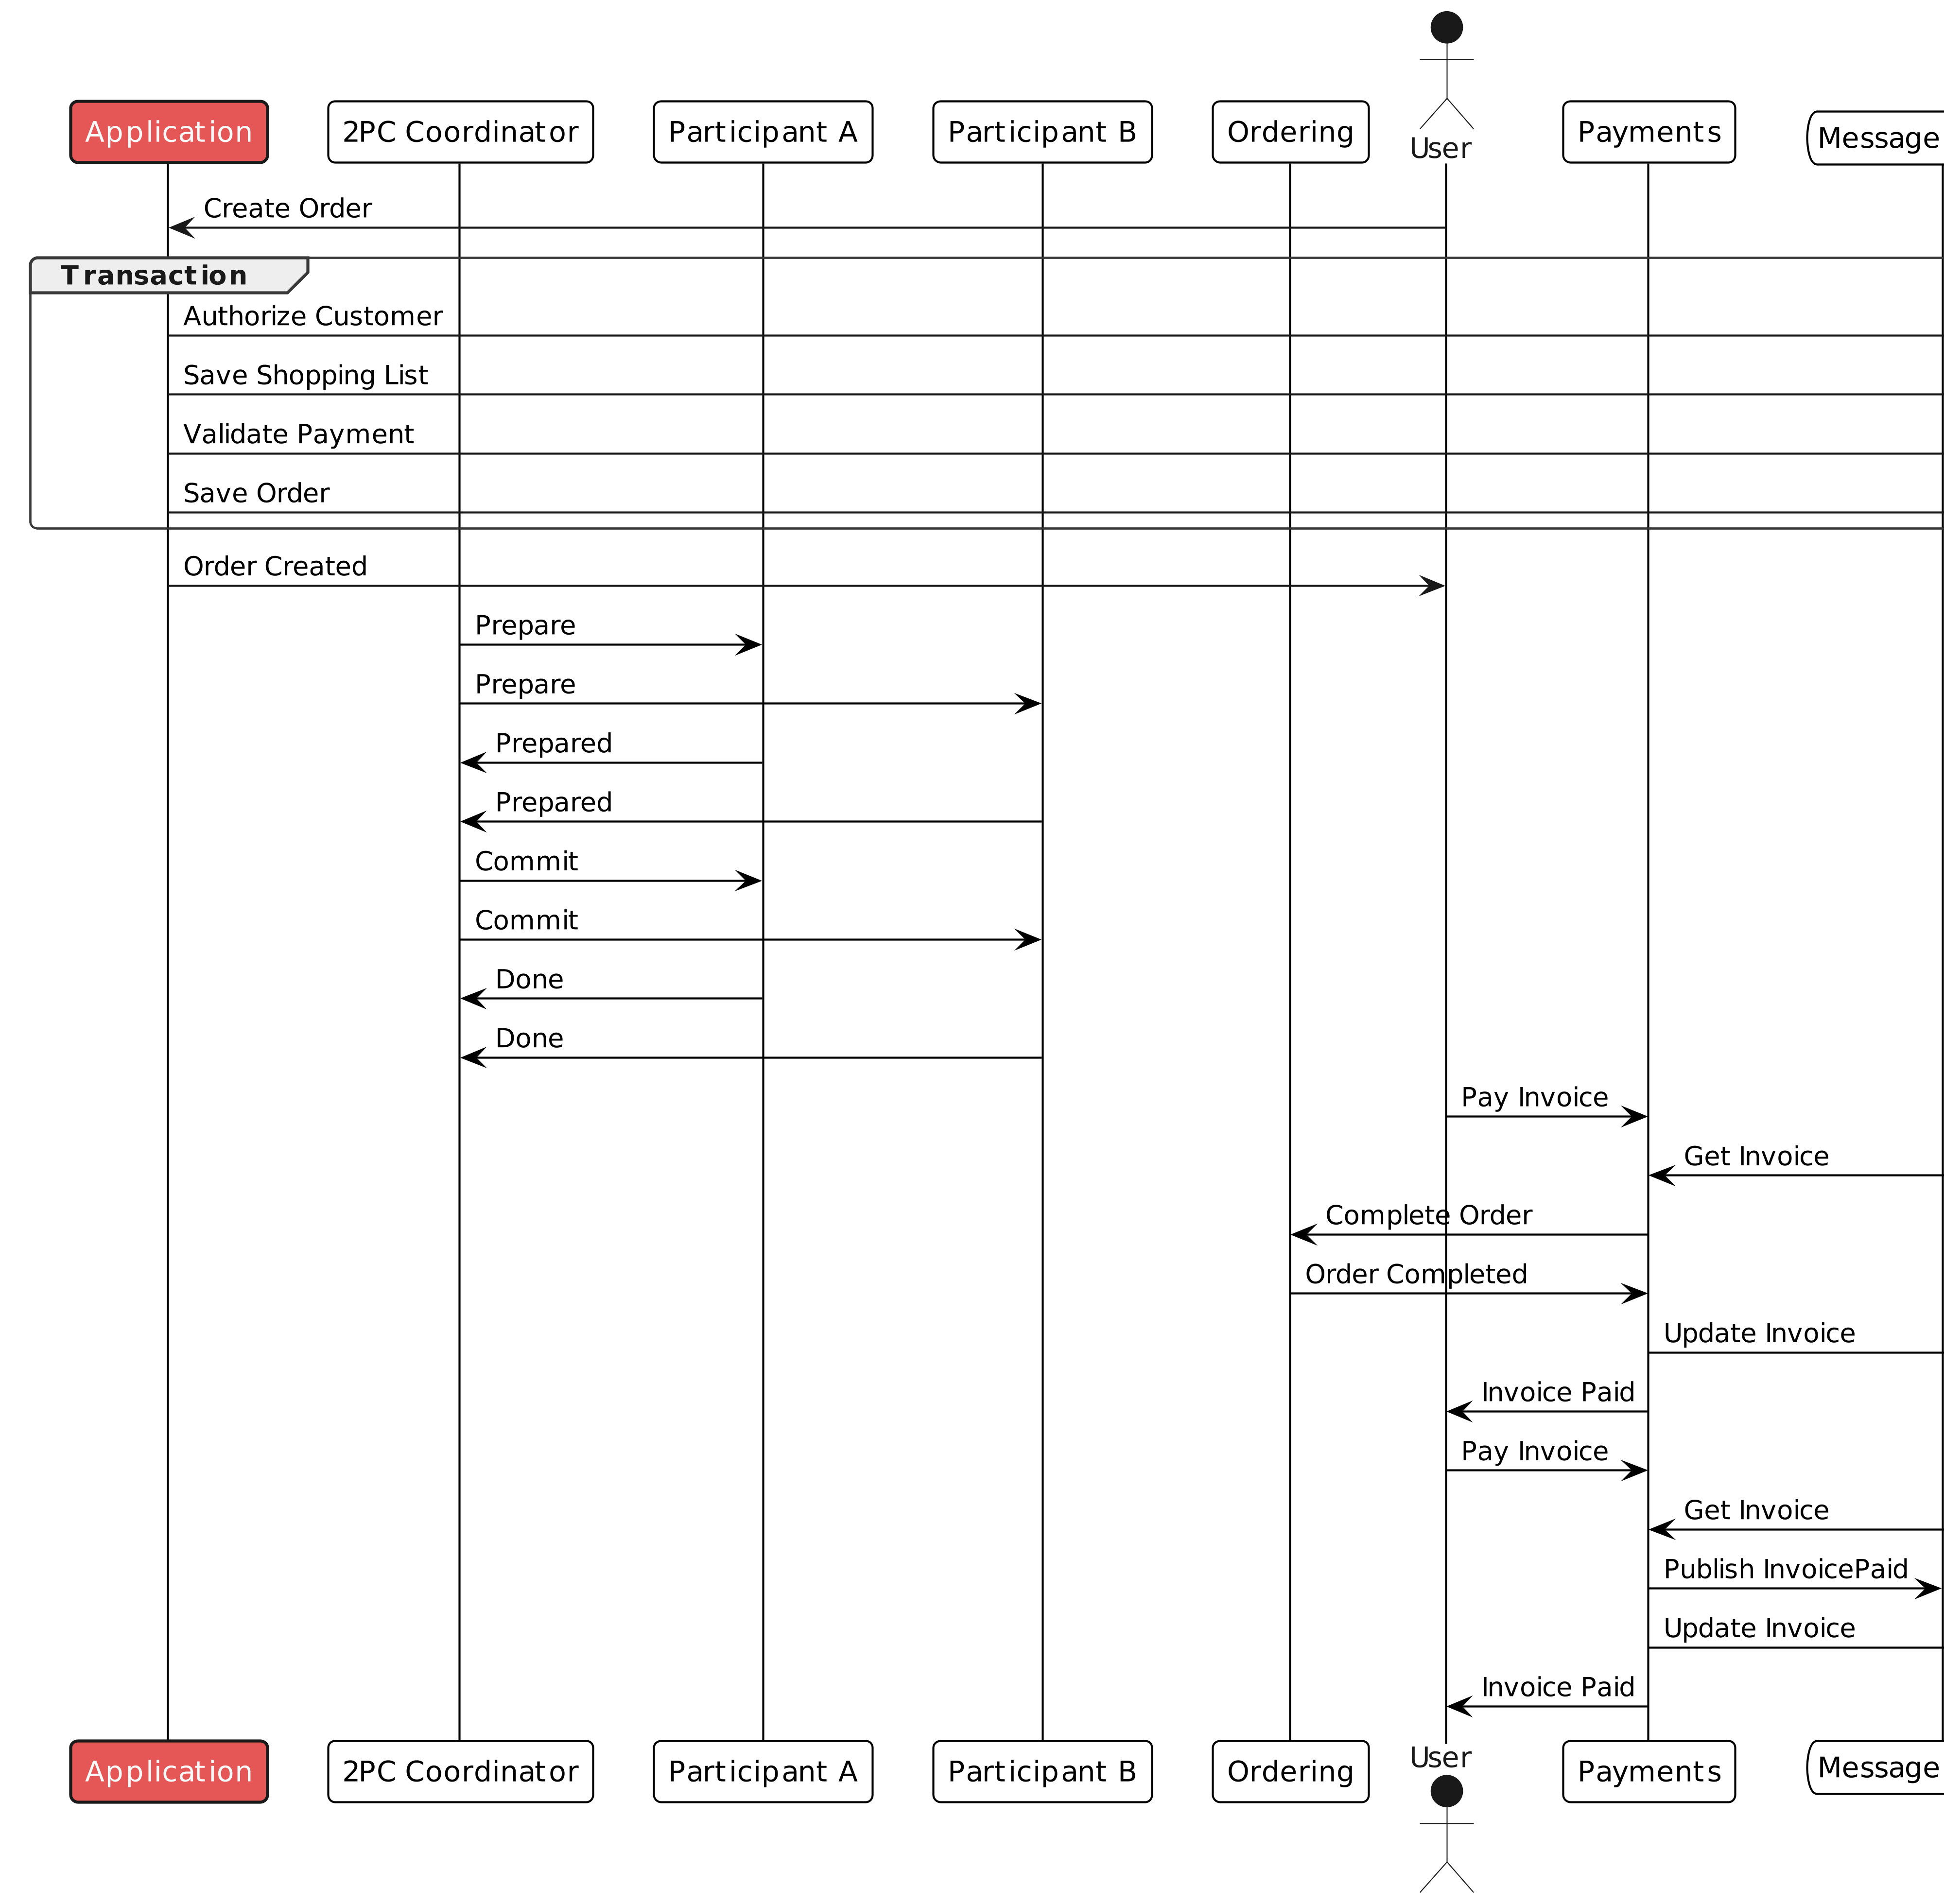 Application
2PC Coordinator
Participant A
Participant B
Ordering
User
Payments
Message
Create Order
Transaction
Authorize Customer
Save Shopping List
Validate Payment
Save Order
Order Created
Prepare
Prepare
Prepared
Prepared
Commit
Commit
Done
Done
Pay Invoice
Get Invoice
Complete Order
Order Completed
Update Invoice
Invoice Paid
Pay Invoice
Get Invoice
Publish InvoicePaid
Update Invoice
Invoice Paid
Application
2PC Coordinator
Participant A
Participant B
Ordering
User
Payments
Message